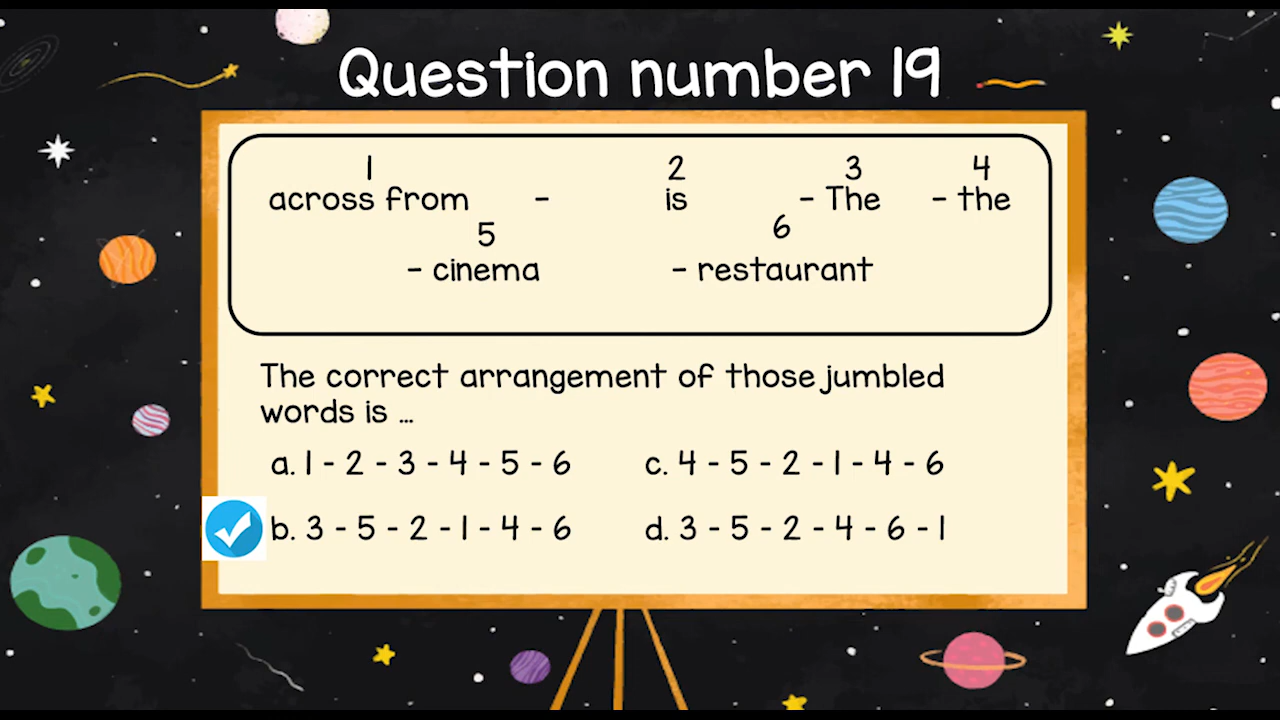 Question number 19
1 2 3 4
across from - is - The - the
5 6
- cinema - restaurant
The correct arrangement of those jumbled
words is ...
a. 1 - 2 - 3 - 4 - 5 - 6
c. 4 - 5 - 2 - 1 - 4 - 6
b. 3 - 5 - 2 - 1 - 4 - 6
d. 3 - 5 - 2 - 4 - 6 - 1